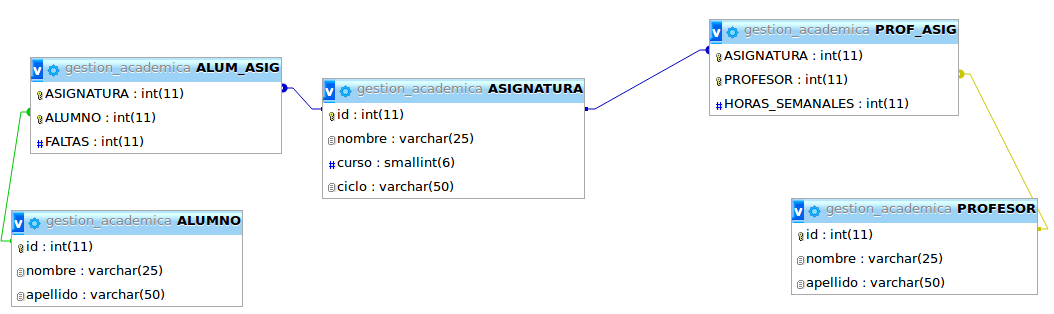 gestion_academica ALUM_ASIG
ASIGNATURA : int(11)
ALUMNO : int(11)
FALTAS : int(11)
gestion_academica ASIGNATURA
id : int(11)
nombre : varchar(25)
curso : smallint(6)
ciclo : varchar(50)
gestion_academica PROF_ASIG
ASIGNATURA : int(11)
PROFESOR : int(11)
HORAS_SEMANALES : int(11)
gestion_academica ALUMNO
id : int(11)
nombre : varchar(25)
apellido : varchar(50)
gestion_academica PROFESOR
id : int(11)
nombre : varchar(25)
apellido : varchar(50)